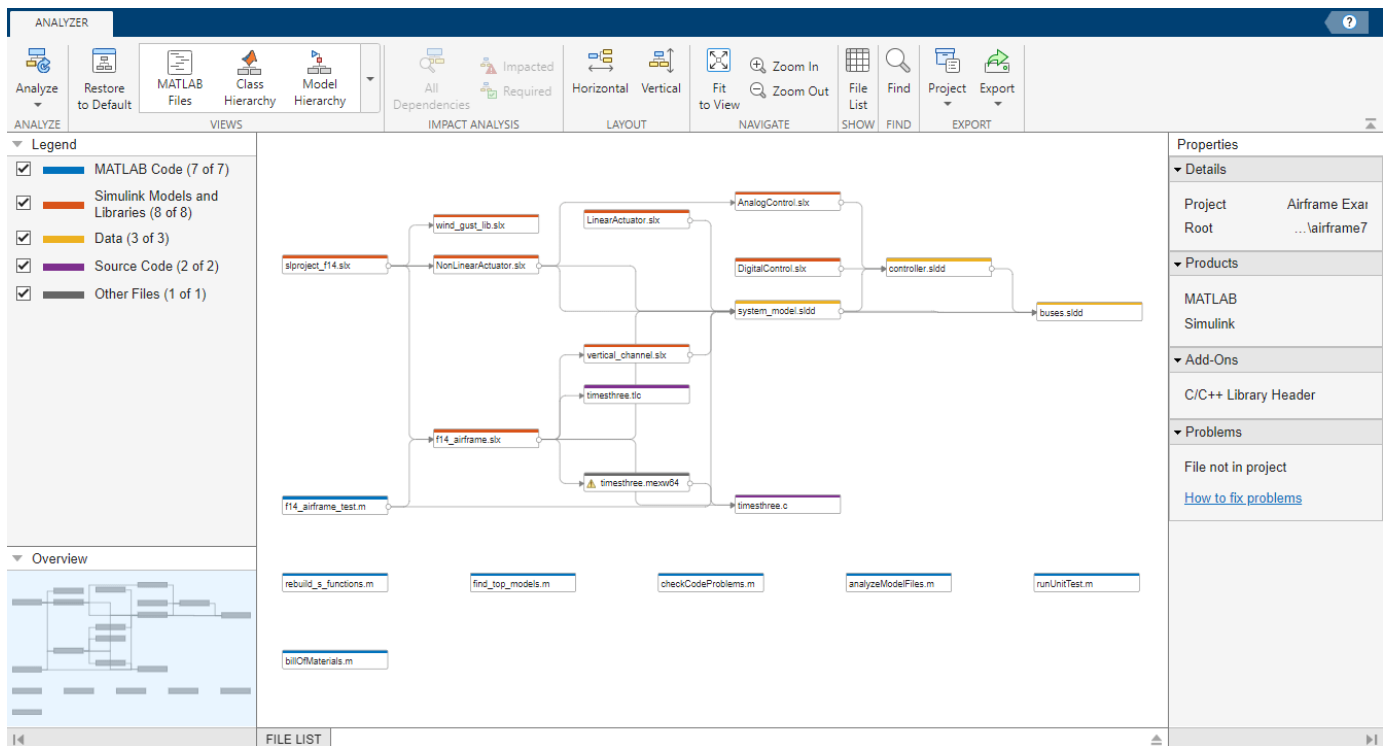 ANALYZER
?
Analyze
Restore
to Default
MATLAB
Files
Class
Hierarchy
Model
Hierarchy
All
Dependencies
Impacted
Required
Horizontal
Vertical
Fit
to View
Zoom In
Zoom Out
File
List
Find
Project
Export
ANALYZE
VIEWS
IMPACT ANALYSIS
LAYOUT
NAVIGATE
SHOW
FIND
EXPORT
Legend
MATLAB Code (7 of 7)
Simulink Models and
Libraries (8 of 8)
Data (3 of 3)
Source Code (2 of 2)
Other Files (1 of 1)
Overview
AnalogControl.slx
LinearActuator.slx
wind_gust_lib.slx
slproject_f14.slx
NonLinearActuator.slx
DigitalControl.slx
controller.sldd
system_model.sldd
buses.sldd
vertical_channel.slx
timesthree.tlc
f14_airframe.slx
timesthree.mexw64
f14_airframe_test.m
timesthree.c
rebuild_s_functions.m
find_top_models.m
checkCodeProblems.m
analyzeModelFiles.m
runUnitTest.m
billOfMaterials.m
FILE LIST
Properties
Details
Project Airframe Exar
Root ...\airframe7
Products
MATLAB
Simulink
Add-Ons
C/C++ Library Header
Problems
File not in project
How to fix problems